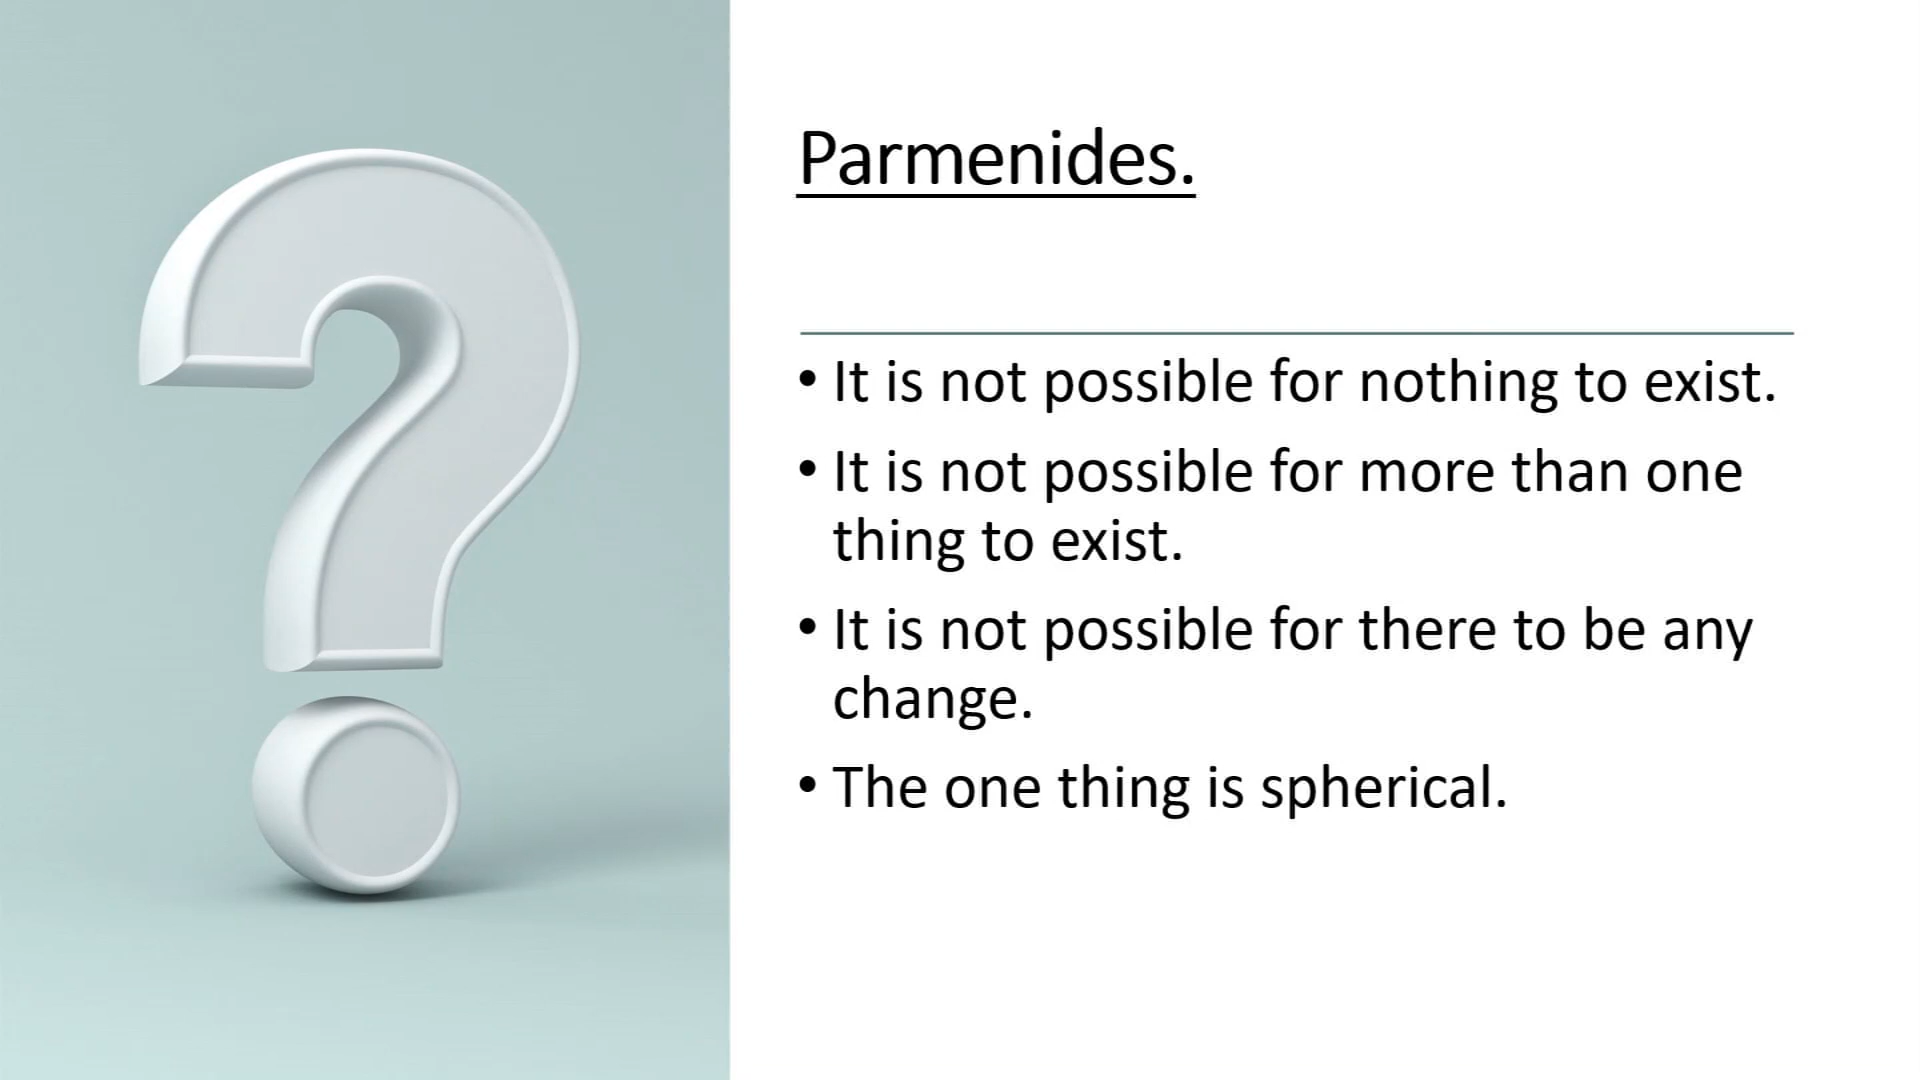 Parmenides.
• It is not possible for nothing to exist.
• It is not possible for more than one
thing to exist.
• It is not possible for there to be any
change.
• The one thing is spherical.